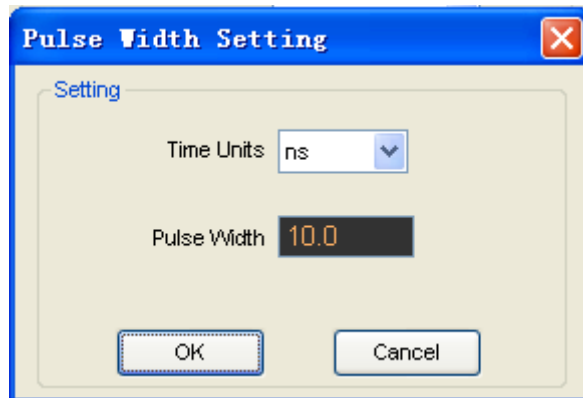 Pulse Width Setting
Setting
Time Units ns
Pulse Width 10.0
OK Cancel